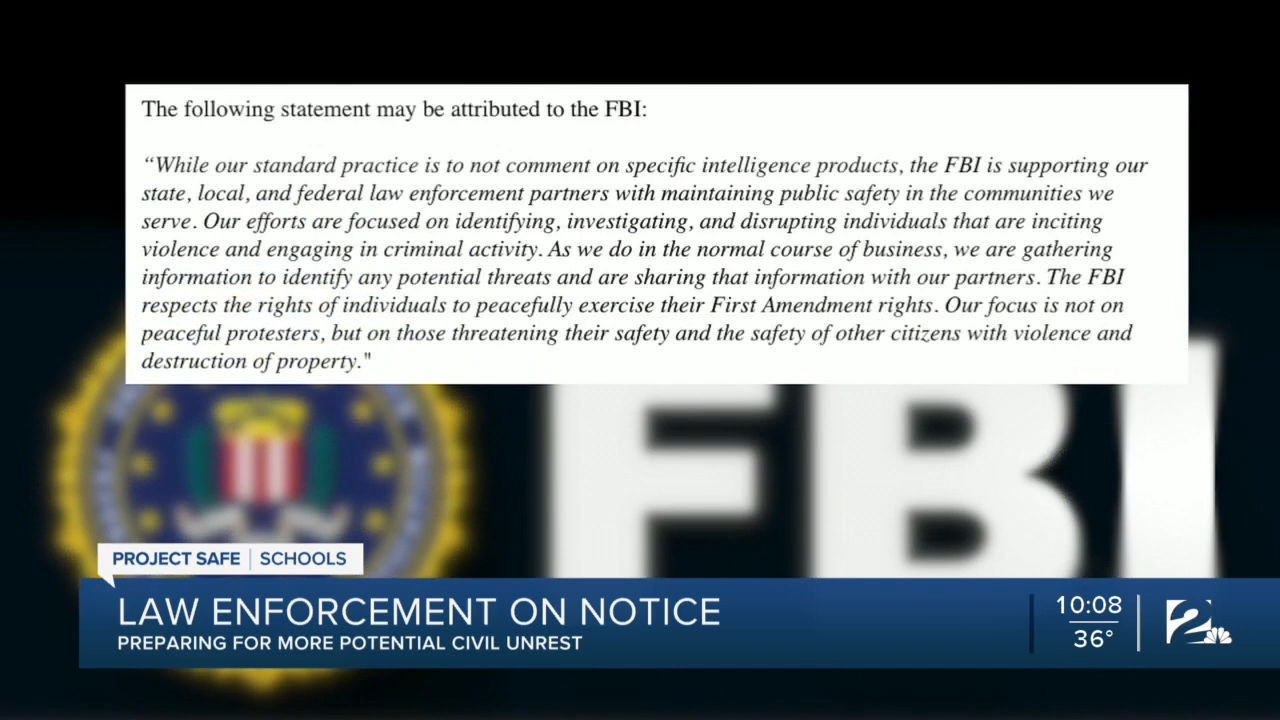 The following statement may be attributed to the FBI:
“While our standard practice is to not comment on specific intelligence products, the FBI is supporting our
state, local, and federal law enforcement partners with maintaining public safety in the communities we
serve. Our efforts are focused on identifying, investigating, and disrupting individuals that are inciting
violence and engaging in criminal activity. As we do in the normal course of business, we are gathering
information to identify any potential threats and are sharing that information with our partners. The FBI
respects the rights of individuals to peacefully exercise their First Amendment rights. Our focus is not on
peaceful protesters, but on those threatening their safety and the safety of other citizens with violence and
destruction of property."
FBI
PROJECT SAFE | SCHOOLS
LAW ENFORCEMENT ON NOTICE
PREPARING FOR MORE POTENTIAL CIVIL UNREST
10:08
36°
2